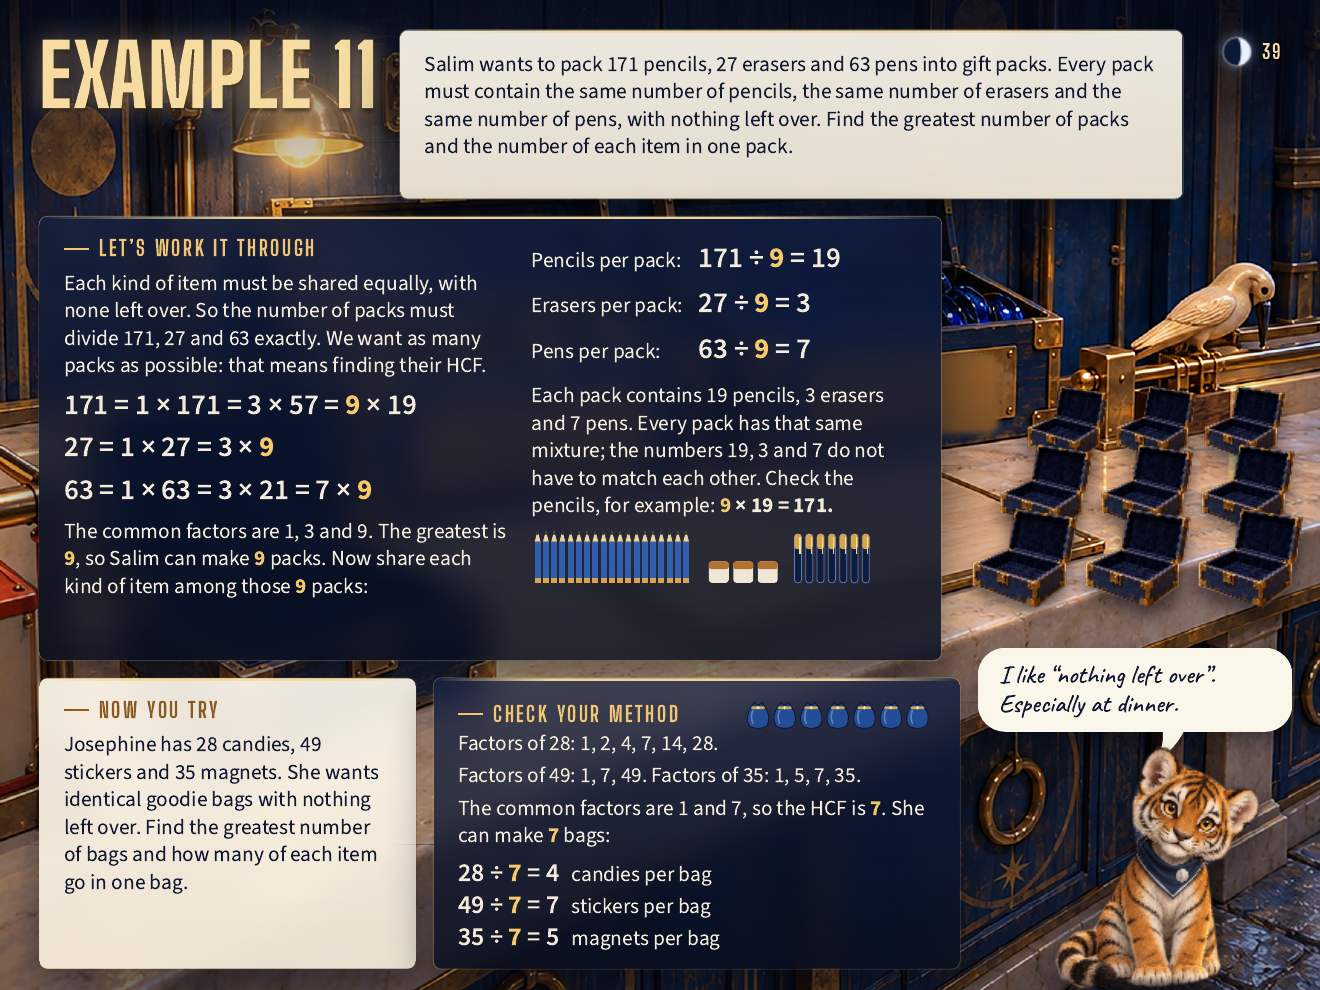 EXAMPLE 11
Salim wants to pack 171 pencils, 27 erasers and 63 pens into gift packs. Every pack
must contain the same number of pencils, the same number of erasers and the
same number of pens, with nothing left over. Find the greatest number of packs
and the number of each item in one pack.
39
LET'S WORK IT THROUGH
Each kind of item must be shared equally, with
none left over. So the number of packs must
divide 171, 27 and 63 exactly. We want as many
packs as possible: that means finding their HCF.
171 = 1 × 171 = 3 × 57 = 9 × 19
27 = 1 × 27 = 3 × 9
63 = 1 × 63 = 3 × 21 = 7 × 9
The common factors are 1, 3 and 9. The greatest is
9, so Salim can make 9 packs. Now share each
kind of item among those 9 packs:
Pencils per pack: 171 ÷ 9 = 19
Erasers per pack: 27 ÷ 9 = 3
Pens per pack: 63 ÷ 9 = 7
Each pack contains 19 pencils, 3 erasers
and 7 pens. Every pack has that same
mixture; the numbers 19, 3 and 7 do not
have to match each other. Check the
pencils, for example: 9 × 19 = 171.
NOW YOU TRY
Josephine has 28 candies, 49
stickers and 35 magnets. She wants
identical goodie bags with nothing
left over. Find the greatest number
of bags and how many of each item
go in one bag.
CHECK YOUR METHOD
Factors of 28: 1, 2, 4, 7, 14, 28.
Factors of 49: 1, 7, 49. Factors of 35: 1, 5, 7, 35.
The common factors are 1 and 7, so the HCF is 7. She
can make 7 bags:
28 ÷ 7 = 4 candies per bag
49 ÷ 7 = 7 stickers per bag
35 ÷ 7 = 5 magnets per bag
I like “nothing left over”.
Especially at dinner.